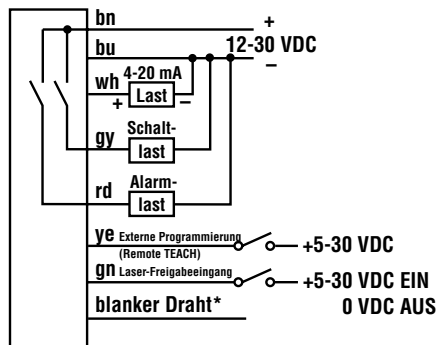 bn +
bu 12-30 VDC
wh 4-20 mA –
+ Last –
gy Schalt-
last
rd Alarm-
last
ye Externe Programmierung
(Remote TEACH) +5-30 VDC
gn Laser-Freigabeeingang +5-30 VDC EIN
blanker Draht* 0 VDC AUS